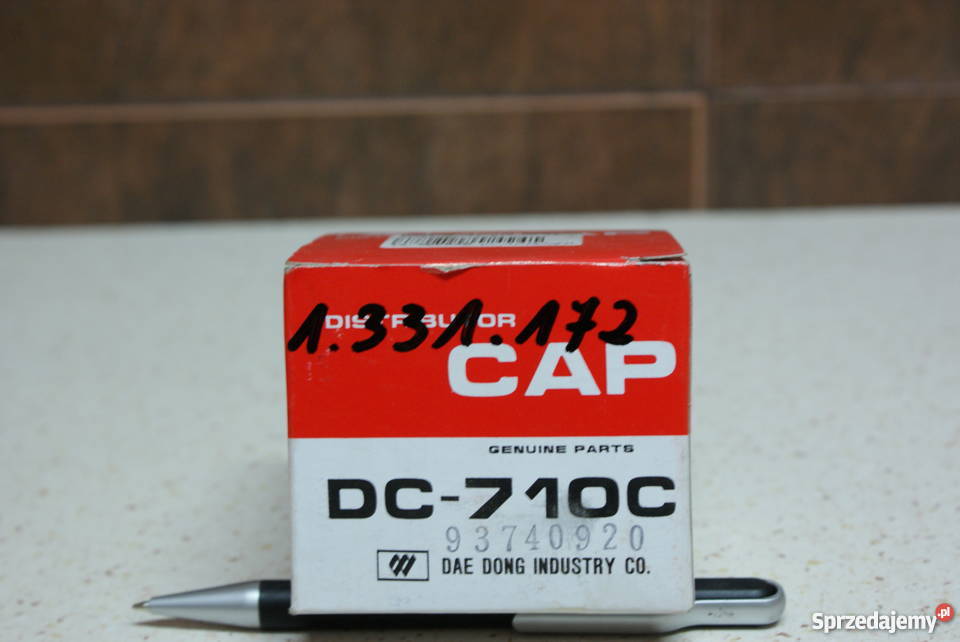 DISTRIBUTOR
1.331.172
CAP
GENUINE PARTS
DC-710C
93740920
DAE DONG INDUSTRY CO.
Sprzedajemy.pl